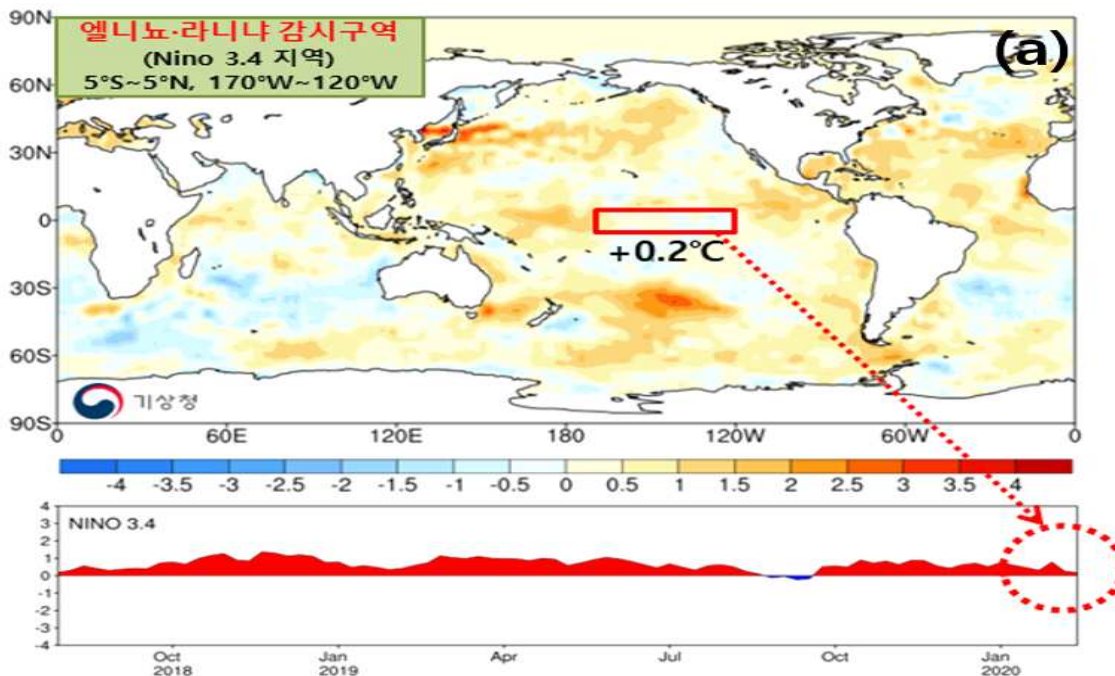 엘니뇨·라니냐 감시구역
(Nino 3.4 지역)
5°S~5°N, 170°W~120°W
(a)
90N
60N
30N
0
30S
60S
90S
+0.2℃
기상청
0 60E 120E 180 120W 60W 0
-4 -3.5 -3 -2.5 -2 -1.5 -1 -0.5 0 0.5 1 1.5 2 2.5 3 3.5 4
NINO 3.4
4
3
2
1
0
-1
-2
-3
-4
Oct Jan Apr Jul Oct Jan
2018 2019 2020